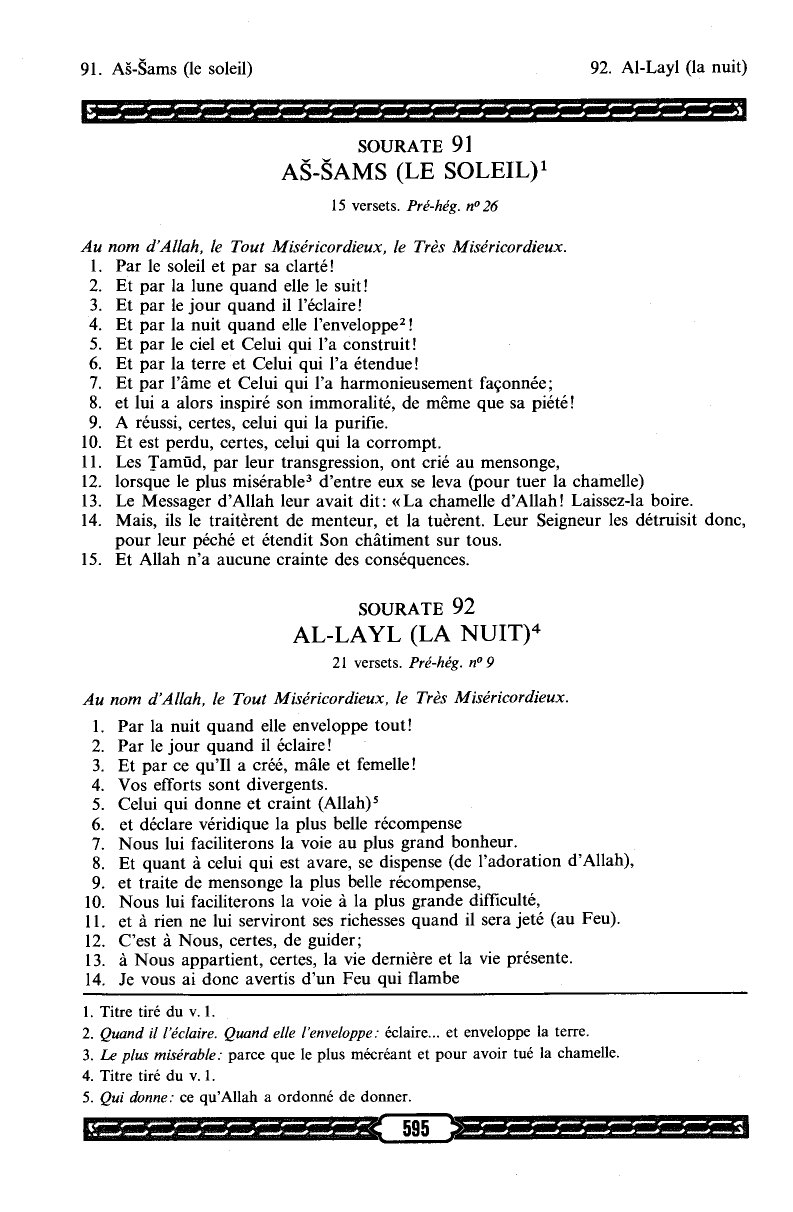 91. Aš-Šams (le soleil)
92. Al-Layl (la nuit)
SOURATE 91
AŠ-ŠAMS (LE SOLEIL)¹
15 versets. Pré-hég. nº 26
Au nom d'Allah, le Tout Miséricordieux, le Très Miséricordieux.
1. Par le soleil et par sa clarté!
2. Et par la lune quand elle le suit!
3. Et par le jour quand il l'éclaire!
4. Et par la nuit quand elle l'enveloppe²!
5. Et par le ciel et Celui qui l'a construit!
6. Et par la terre et Celui qui l'a étendue!
7. Et par l'âme et Celui qui l'a harmonieusement façonnée;
8. et lui a alors inspiré son immoralité, de même que sa piété!
9. A réussi, certes, celui qui la purifie.
10. Et est perdu, certes, celui qui la corrompt.
11. Les Ṯamūd, par leur transgression, ont crié au mensonge,
12. lorsque le plus misérable³ d'entre eux se leva (pour tuer la chamelle)
13. Le Messager d'Allah leur avait dit: «La chamelle d'Allah! Laissez-la boire.
14. Mais, ils le traitèrent de menteur, et la tuèrent. Leur Seigneur les détruisit donc,
pour leur péché et étendit Son châtiment sur tous.
15. Et Allah n'a aucune crainte des conséquences.
SOURATE 92
AL-LAYL (LA NUIT)⁴
21 versets. Pré-hég. nº 9
Au nom d'Allah, le Tout Miséricordieux, le Très Miséricordieux.
1. Par la nuit quand elle enveloppe tout!
2. Par le jour quand il éclaire!
3. Et par ce qu'Il a créé, mâle et femelle!
4. Vos efforts sont divergents.
5. Celui qui donne et craint (Allah)⁵
6. et déclare véridique la plus belle récompense
7. Nous lui faciliterons la voie au plus grand bonheur.
8. Et quant à celui qui est avare, se dispense (de l'adoration d'Allah),
9. et traite de mensonge la plus belle récompense,
10. Nous lui faciliterons la voie à la plus grande difficulté,
11. et à rien ne lui serviront ses richesses quand il sera jeté (au Feu).
12. C'est à Nous, certes, de guider;
13. à Nous appartient, certes, la vie dernière et la vie présente.
14. Je vous ai donc avertis d'un Feu qui flambe
1. Titre tiré du v. 1.
2. Quand il l'éclaire. Quand elle l'enveloppe: éclaire... et enveloppe la terre.
3. Le plus misérable: parce que le plus mécréant et pour avoir tué la chamelle.
4. Titre tiré du v. 1.
5. Qui donne: ce qu'Allah a ordonné de donner.
595